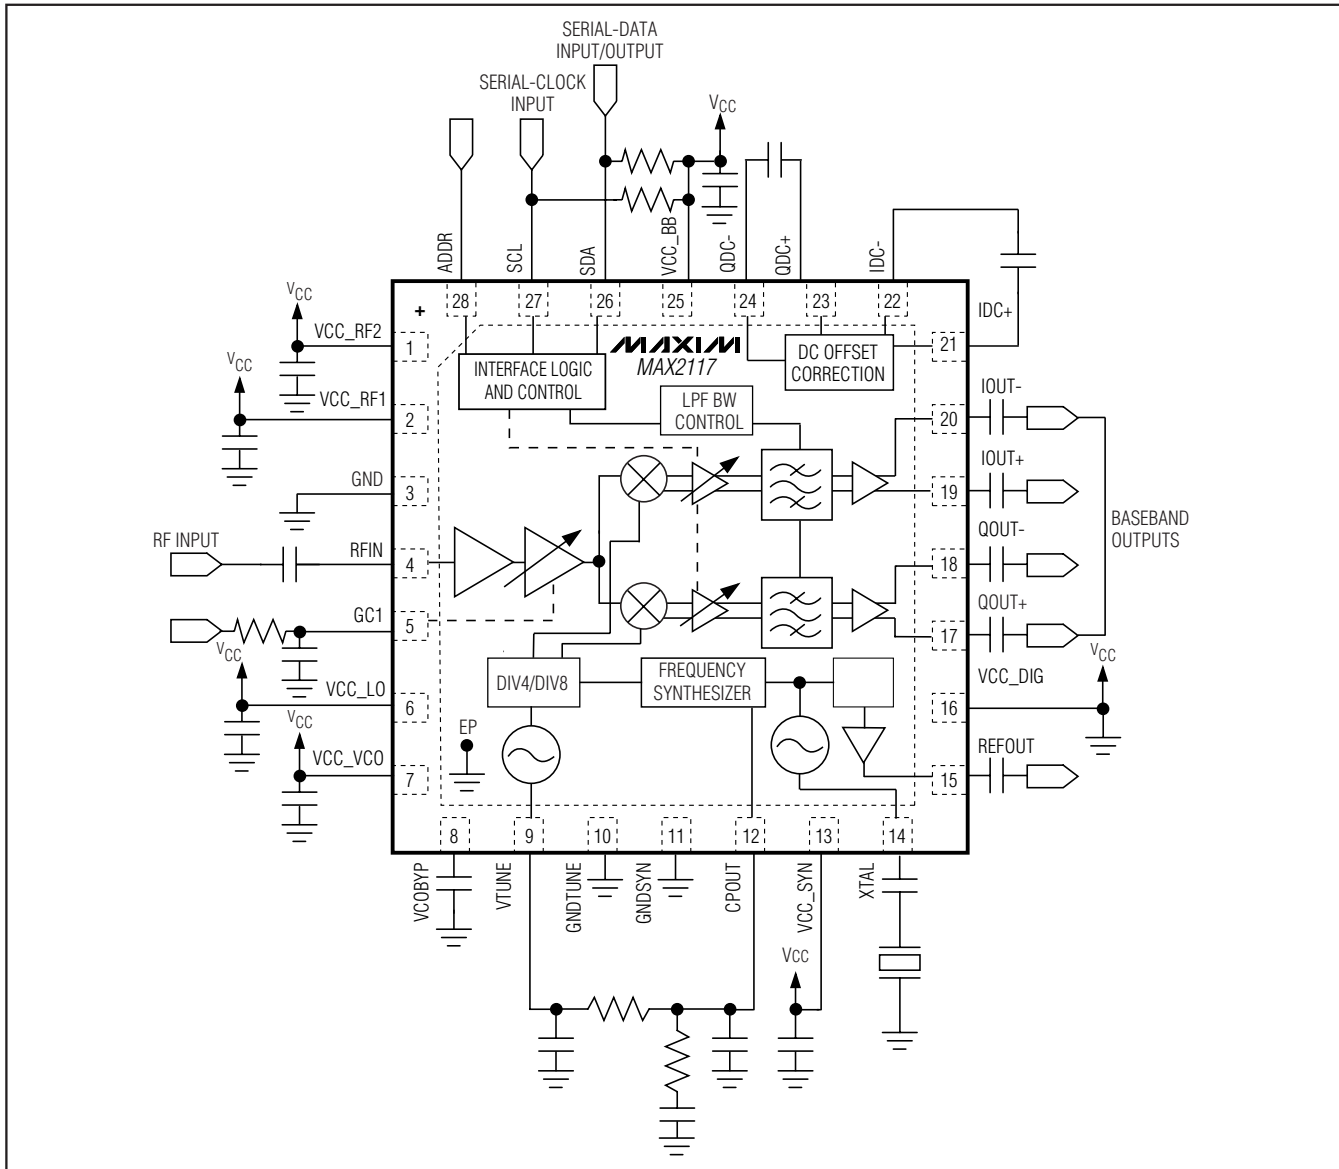 SERIAL-DATA
INPUT/OUTPUT
SERIAL-CLOCK
INPUT
VCC
ADDR
SCL
SDA
VCC_BB
QDC-
QDC+
IDC-
28
27
26
25
24
23
22
+
VCC
VCC_RF2
1
VCC
VCC_RF1
2
GND
3
RF INPUT
RFIN
4
GC1
5
VCC
VCC_LO
6
VCC
VCC_VCO
7
MAXIM
MAX2117
INTERFACE LOGIC
AND CONTROL
DC OFFSET
CORRECTION
LPF BW
CONTROL
DIV4/DIV8
FREQUENCY
SYNTHESIZER
EP
IDC+
21
IOUT-
20
IOUT+
19
QOUT-
18
QOUT+
17
BASEBAND
OUTPUTS
VCC
VCC_DIG
16
REFOUT
15
8
9
10
11
12
13
14
VCOBYP
VTUNE
GNDTUNE
GNDSYN
CPOUT
VCC_SYN
XTAL
VCC